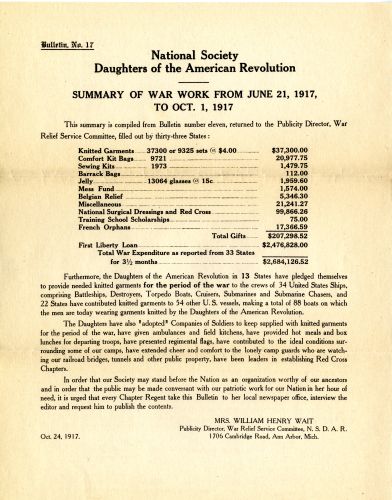 Bulletin, No. 17
National Society
Daughters of the American Revolution
SUMMARY OF WAR WORK FROM JUNE 21, 1917,
TO OCT. 1, 1917
This summary is compiled from Bulletin number eleven, returned to the Publicity Director, War
Relief Service Committee, filled out by thirty-three States:
Knitted Garments 37300 or 9325 sets @ $4.00 $37,300.00
Comfort Kit Bags 9721 20,977.75
Sewing Kits 1973 1,479.75
Barrack Bags 112.00
Jelly 13064 glasses @ 15c 1,959.60
Mess Fund 1,574.00
Belgian Relief 5,346.30
Miscellaneous 21,241.27
National Surgical Dressings and Red Cross 99,866.26
Training School Scholarships 75.00
French Orphans 17,366.59
Total Gifts $207,298.52
First Liberty Loan $2,476,828.00
Total War Expenditure as reported from 33 States
for 3½ months $2,684,126.52
Furthermore, the Daughters of the American Revolution in 13 States have pledged themselves
to provide needed knitted garments for the period of the war to the crews of 34 United States Ships,
comprising Battleships, Destroyers, Torpedo Boats, Cruisers, Submarines and Submarine Chasers, and
22 States have contributed knitted garments to 54 other U. S. vessels, making a total of 88 boats on which
the men are today wearing garments knitted by the Daughters of the American Revolution.
The Daughters have also "adopted" Companies of Soldiers to keep supplied with knitted garments
for the period of the war, have given ambulances and field kitchens, have provided hot meals and box
lunches for departing troops, have presented regimental flags, have contributed to the ideal conditions sur-
rounding some of our camps, have extended cheer and comfort to the lonely camp guards who are watch-
ing our railroad bridges, tunnels and other public property, have been leaders in establishing Red Cross
Chapters.
In order that our Society may stand before the Nation as an organization worthy of our ancestors
and in order that the public may be made conversant with our patriotic work for our Nation in her hour of
need, it is urged that every Chapter Regent take this Bulletin to her local newspaper office, interview the
editor and request him to publish the contents.
MRS. WILLIAM HENRY WAIT
Publicity Director, War Relief Service Committee, N. S. D. A. R.
Oct. 24, 1917. 1706 Cambridge Road, Ann Arbor, Mich.